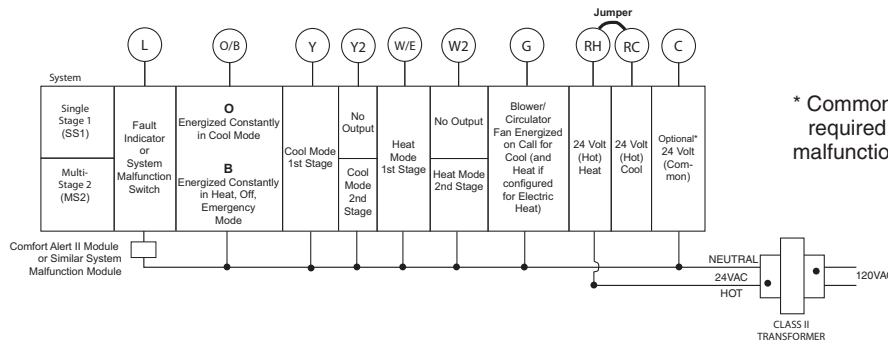 Jumper
L
O/B
Y
Y2
W/E
W2
G
RH
RC
C
System
Single
Stage 1
(SS1)
Multi-
Stage 2
(MS2)
Fault
Indicator
or
System
Malfunction
Switch
O
Energized Constantly
in Cool Mode
B
Energized Constantly
in Heat, Off,
Emergency
Mode
Cool Mode
1st Stage
No
Output
Cool
Mode
2nd
Stage
Heat
Mode
1st Stage
No Output
Heat Mode
2nd Stage
Blower/
Circulator
Fan Energized
on Call for
Cool (and
Heat if
configured
for Electric
Heat)
24 Volt
(Hot)
Heat
24 Volt
(Hot)
Cool
Optional*
24 Volt
(Com-
mon)
* Common
required
malfunctio
Comfort Alert II Module
or Similar System
Malfunction Module
NEUTRAL
24VAC
HOT
120VAC
CLASS II
TRANSFORMER